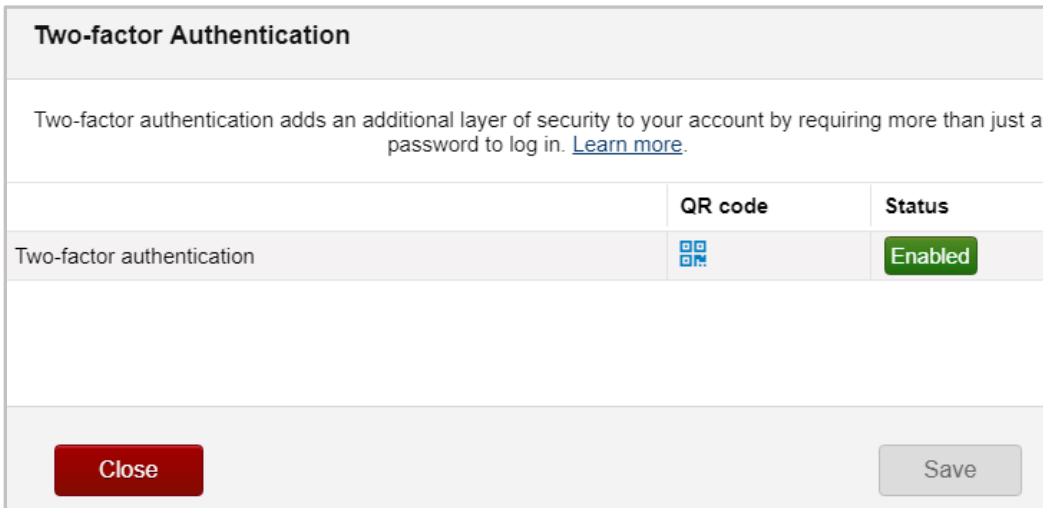 Two-factor Authentication
Two-factor authentication adds an additional layer of security to your account by requiring more than just a
password to log in. Learn more.
QR code Status
Two-factor authentication Enabled
Close Save